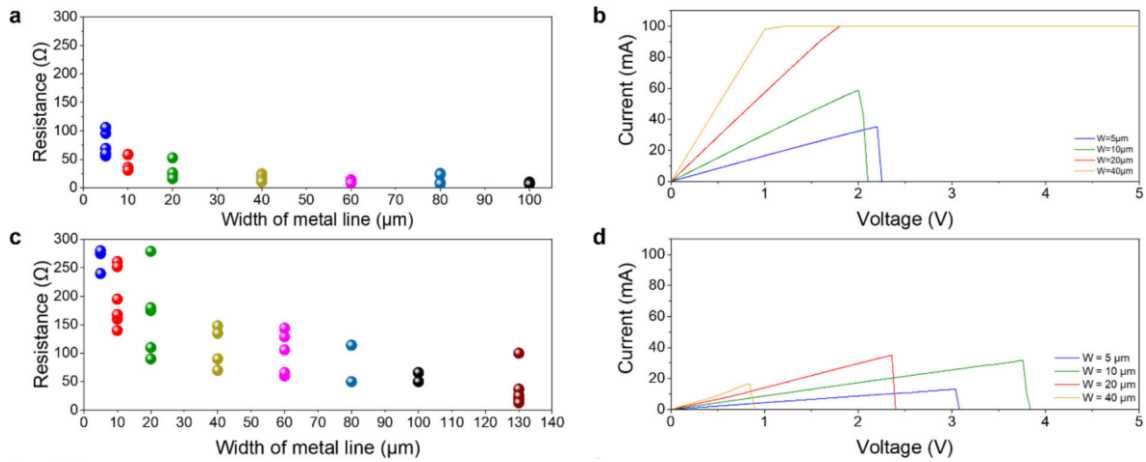 a
300
250
200
150
100
50
0
Resistance (Ω)
0 10 20 30 40 50 60 70 80 90 100
Width of metal line (µm)
b
100
80
60
40
20
0
Current (mA)
W=5µm
W=10µm
W=20µm
W=40µm
0 1 2 3 4 5
Voltage (V)
c
300
250
200
150
100
50
0
Resistance (Ω)
0 10 20 30 40 50 60 70 80 90 100 110 120 130 140
Width of metal line (µm)
d
100
80
60
40
20
0
Current (mA)
W = 5 µm
W = 10 µm
W = 20 µm
W = 40 µm
0 1 2 3 4 5
Voltage (V)